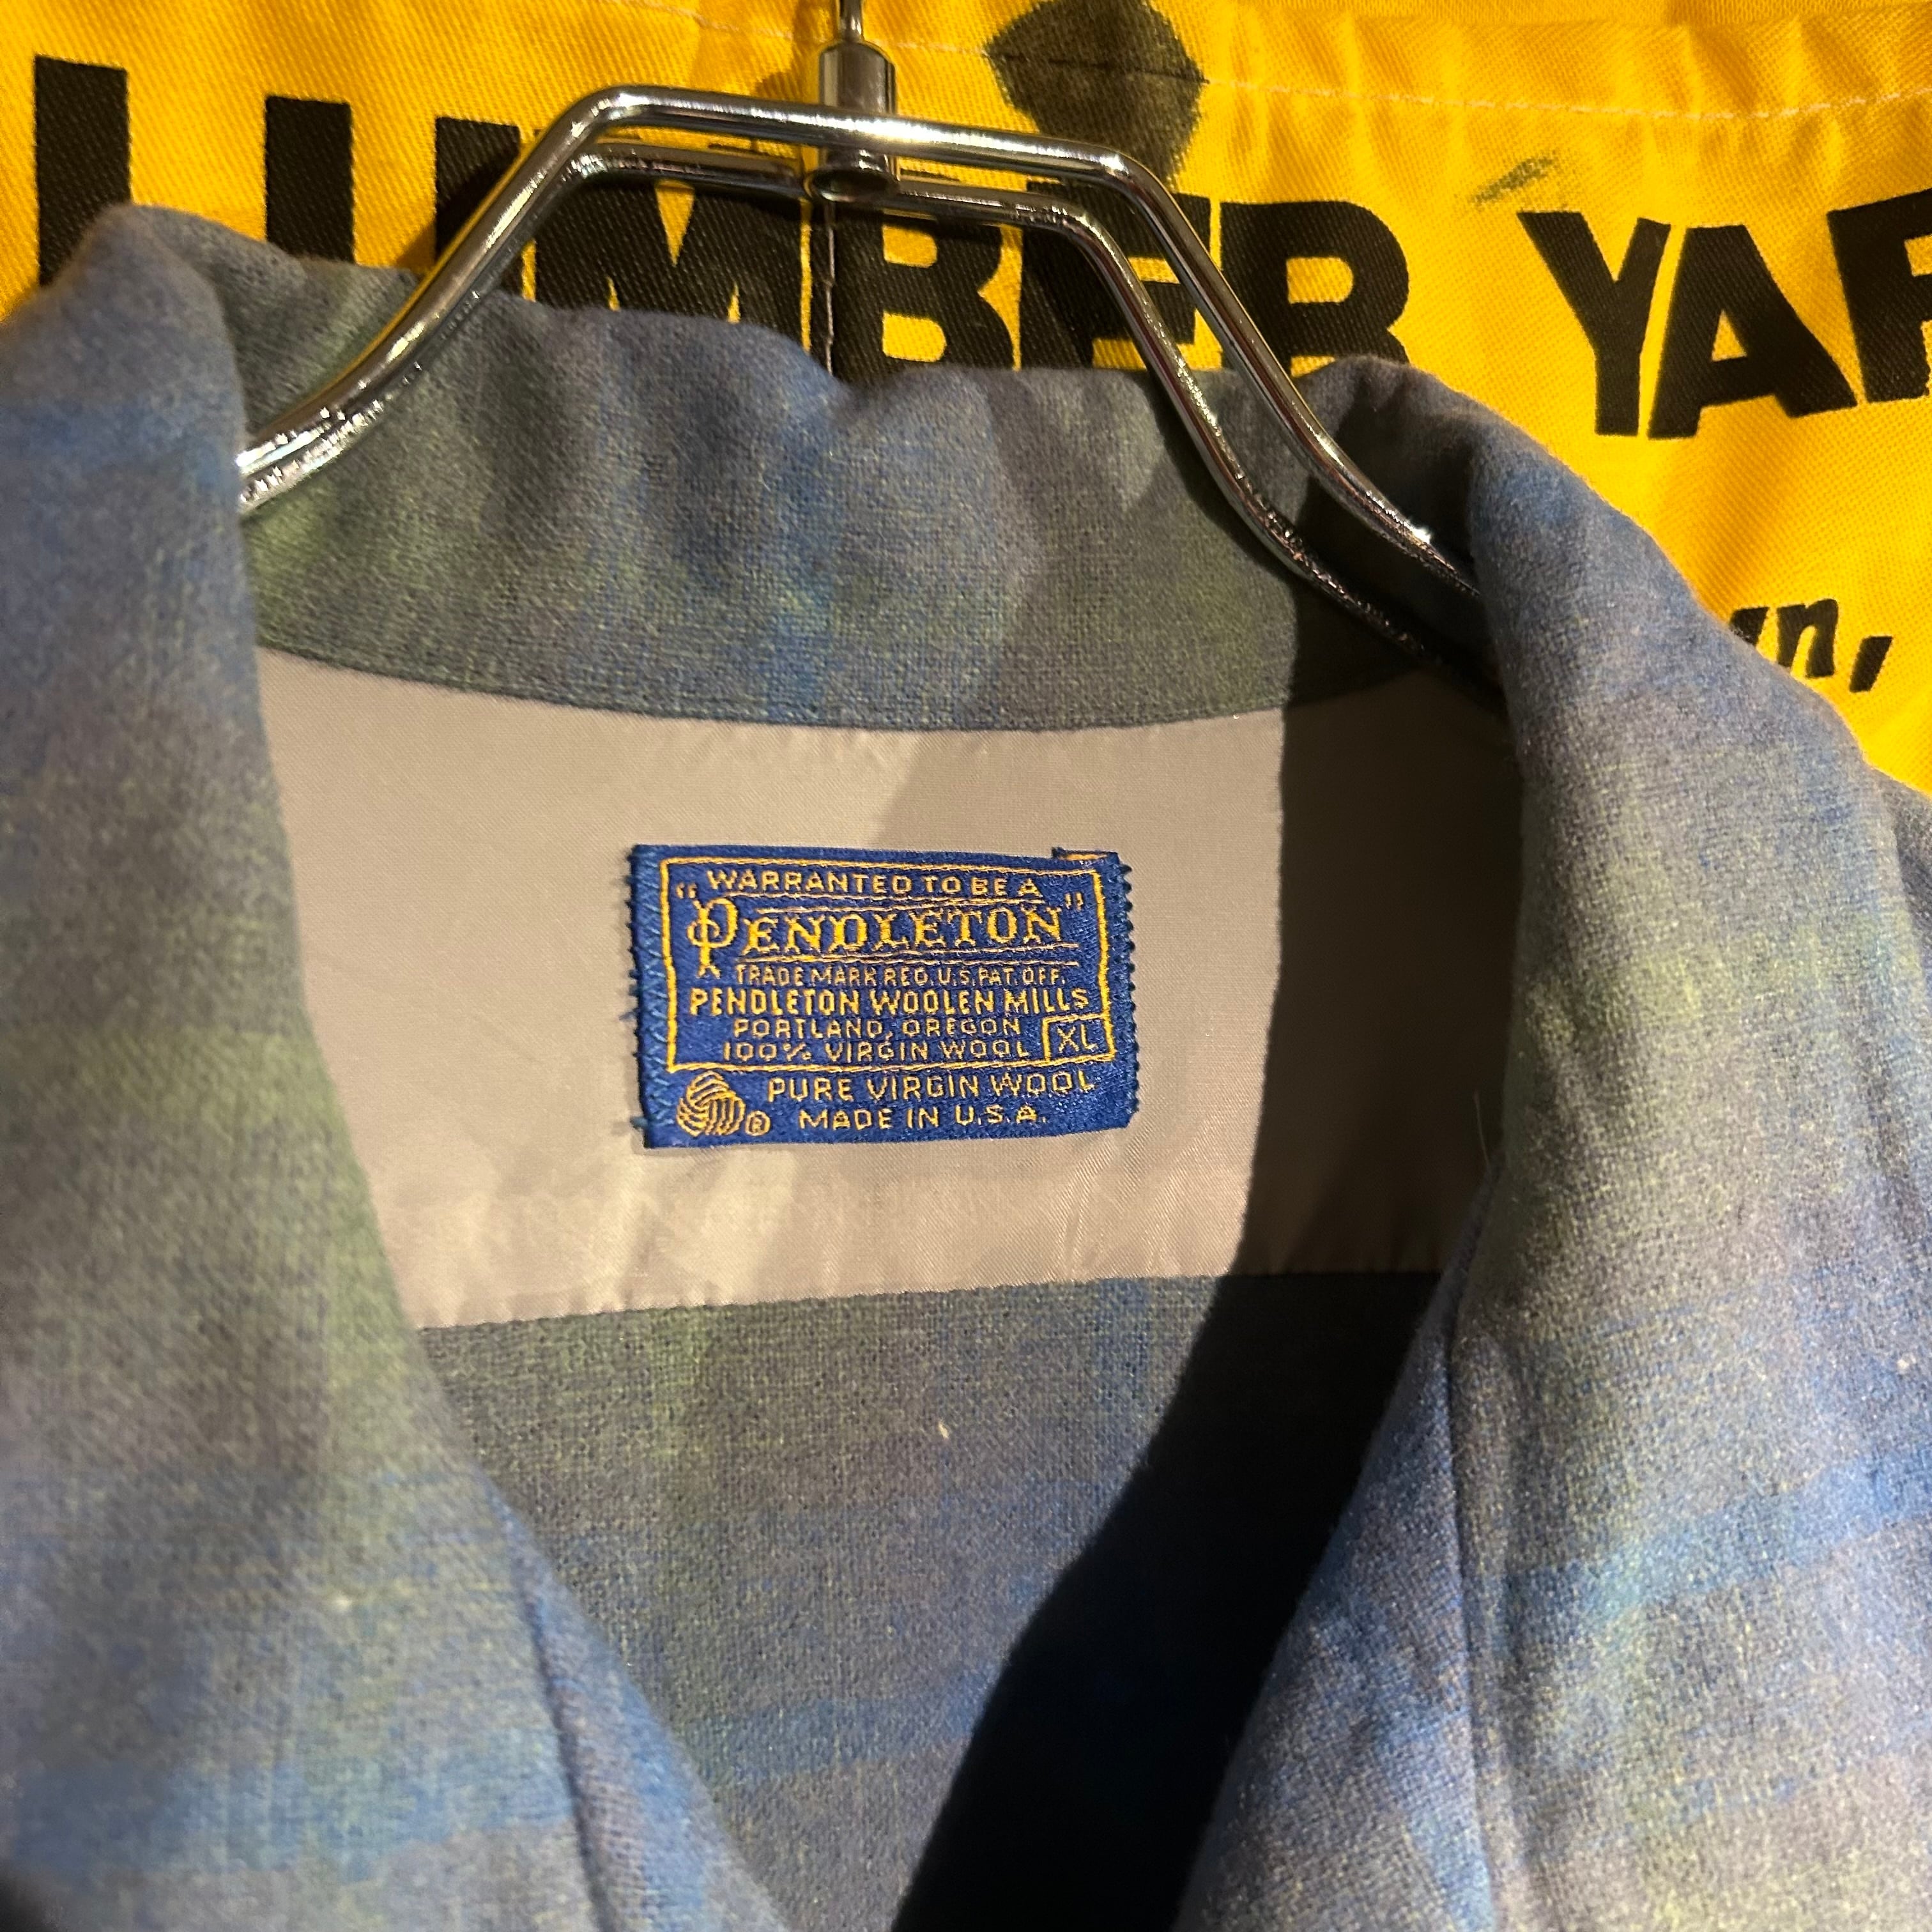 LUMBER YAR
wn,
"WARRANTED TO BE A
PENDLETON"
TRADE MARK REG. U.S. PAT. OFF.
PENDLETON WOOLEN MILLS
PORTLAND, OREGON
100% VIRGIN WOOL XL
PURE VIRGIN WOOL
® MADE IN U.S.A.